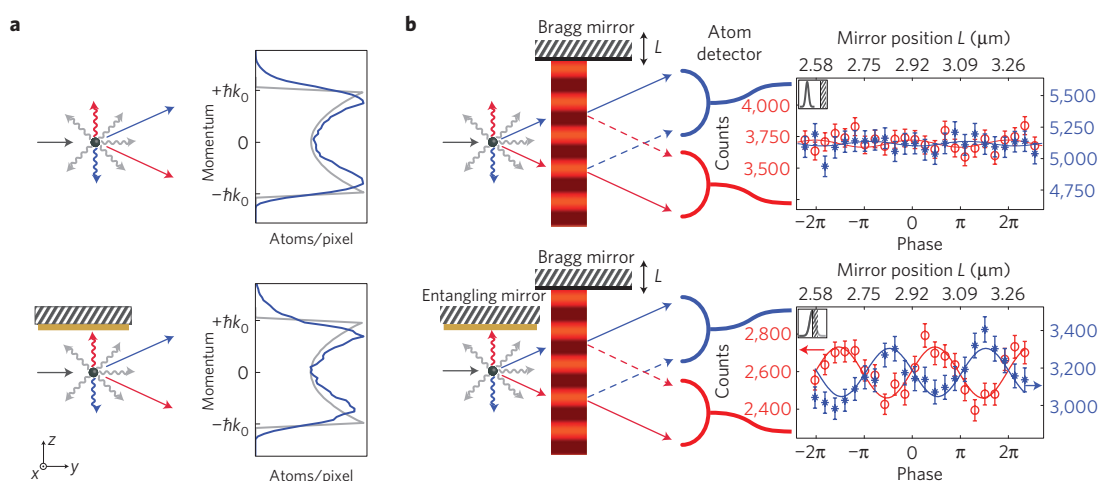 a
+ħk0
Momentum
0
−ħk0
Atoms/pixel
b
Bragg mirror
L
Atom
detector
Mirror position L (μm)
2.58 2.75 2.92 3.09 3.26
4,000
3,750
3,500
Counts
5,500
5,250
5,000
4,750
−2π −π 0 π 2π
Phase
Entangling mirror
+ħk0
Momentum
0
−ħk0
Atoms/pixel
z
x
y
Bragg mirror
L
Mirror position L (μm)
2.58 2.75 2.92 3.09 3.26
2,800
2,600
2,400
Counts
3,400
3,200
3,000
−2π −π 0 π 2π
Phase